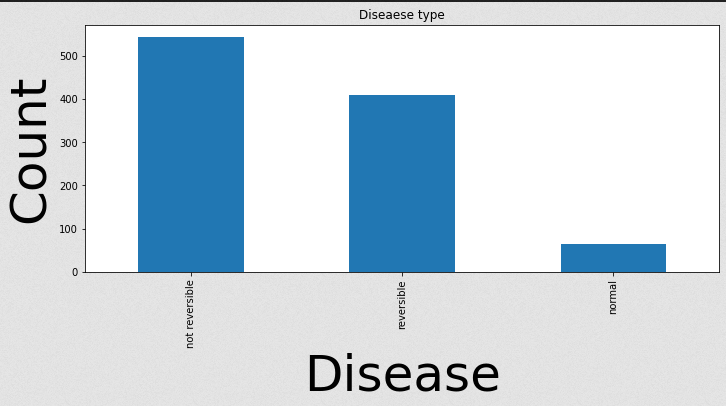 Diseaese type
Count
500
400
300
200
100
0
not reversible
reversible
normal
Disease